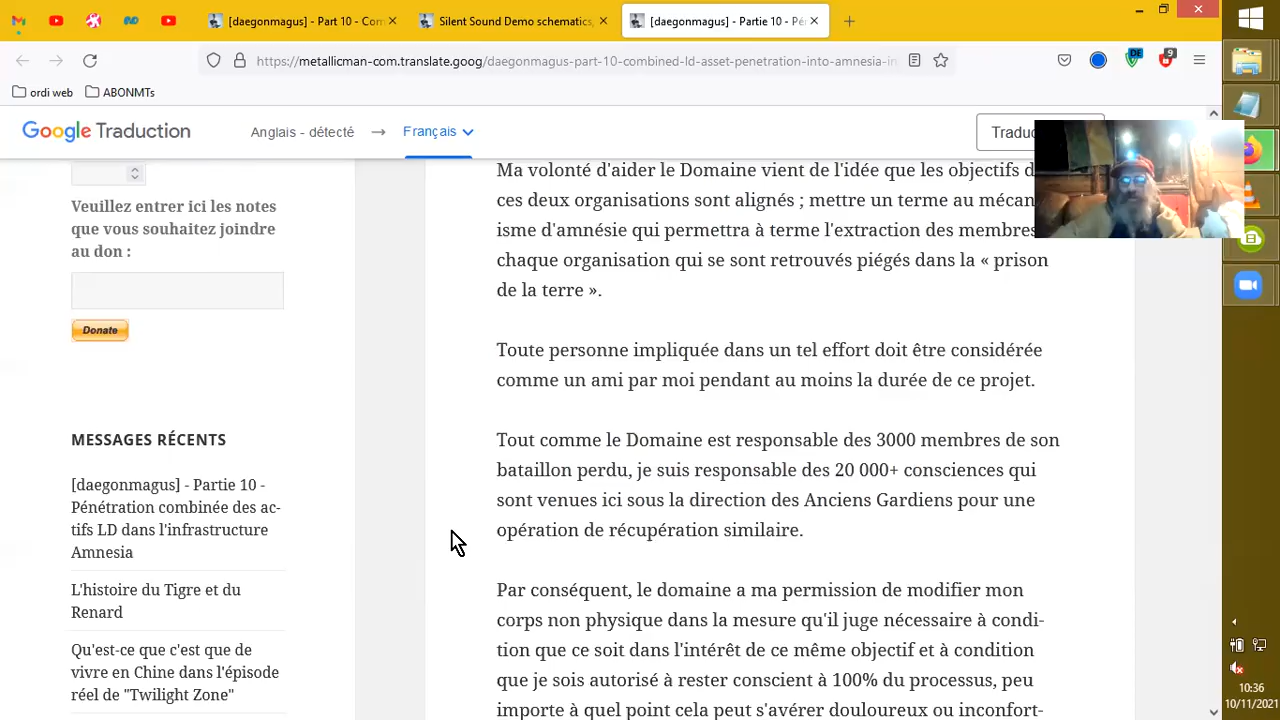 [daegonmagus] - Part 10 - Com
Silent Sound Demo schematics,
[daegonmagus] - Partie 10 - Pé
https://metallicman-com.translate.goog/daegonmagus-part-10-combined-ld-asset-penetration-into-amnesia-in
DE
9
ordi web
ABONMTs
Google Traduction
Anglais - détecté
Français
Traduc
Veuillez entrer ici les notes
que vous souhaitez joindre
au don :
Donate
MESSAGES RÉCENTS
[daegonmagus] - Partie 10 -
Pénétration combinée des ac-
tifs LD dans l'infrastructure
Amnesia
L'histoire du Tigre et du
Renard
Qu'est-ce que c'est que de
vivre en Chine dans l'épisode
réel de "Twilight Zone"
Ma volonté d'aider le Domaine vient de l'idée que les objectifs d
ces deux organisations sont alignés ; mettre un terme au mécan
isme d'amnésie qui permettra à terme l'extraction des membres
chaque organisation qui se sont retrouvés piégés dans la « prison
de la terre ».
Toute personne impliquée dans un tel effort doit être considérée
comme un ami par moi pendant au moins la durée de ce projet.
Tout comme le Domaine est responsable des 3000 membres de son
bataillon perdu, je suis responsable des 20 000+ consciences qui
sont venues ici sous la direction des Anciens Gardiens pour une
opération de récupération similaire.
Par conséquent, le domaine a ma permission de modifier mon
corps non physique dans la mesure qu'il juge nécessaire à condi-
tion que ce soit dans l'intérêt de ce même objectif et à condition
que je sois autorisé à rester conscient à 100% du processus, peu
importe à quel point cela peut s'avérer douloureux ou inconfort-
10:36
10/11/2021